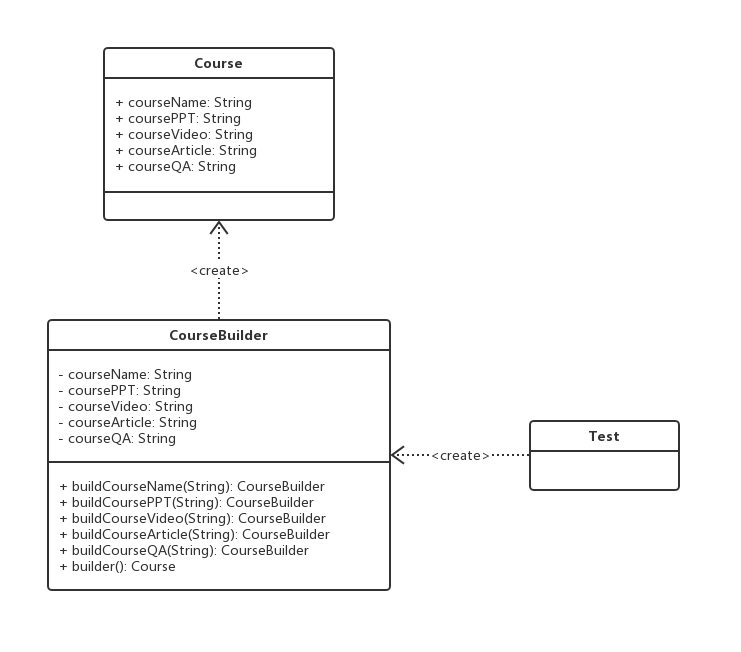 Course
+ courseName: String
+ coursePPT: String
+ courseVideo: String
+ courseArticle: String
+ courseQA: String
<create>
CourseBuilder
- courseName: String
- coursePPT: String
- courseVideo: String
- courseArticle: String
- courseQA: String
+ buildCourseName(String): CourseBuilder
+ buildCoursePPT(String): CourseBuilder
+ buildCourseVideo(String): CourseBuilder
+ buildCourseArticle(String): CourseBuilder
+ buildCourseQA(String): CourseBuilder
+ builder(): Course
<create>
Test